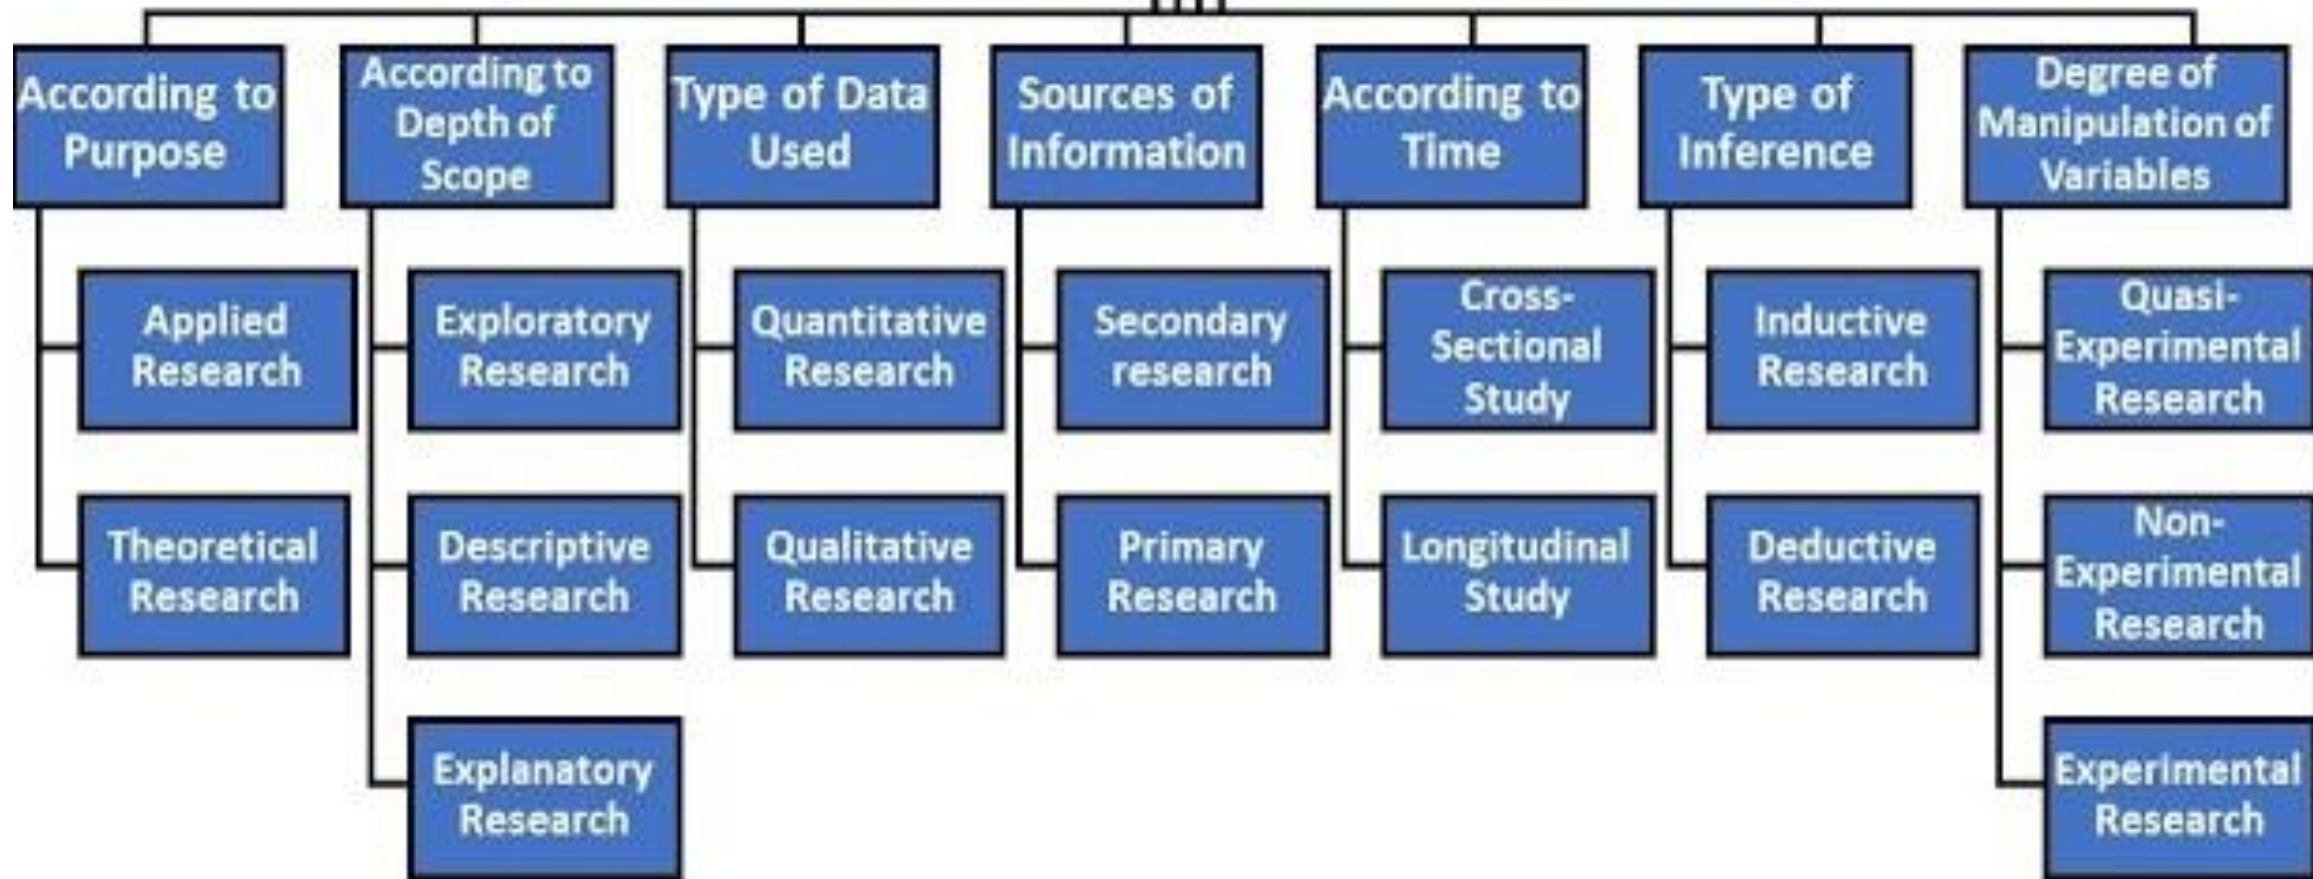 According to
Purpose
According to
Depth of
Scope
Type of Data
Used
Sources of
Information
According to
Time
Type of
Inference
Degree of
Manipulation of
Variables
Applied
Research
Exploratory
Research
Quantitative
Research
Secondary
research
Cross-
Sectional
Study
Inductive
Research
Quasi-
Experimental
Research
Theoretical
Research
Descriptive
Research
Qualitative
Research
Primary
Research
Longitudinal
Study
Deductive
Research
Non-
Experimental
Research
Explanatory
Research
Experimental
Research